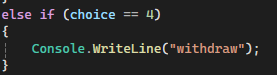 else if (choice == 4)
{
    Console.WriteLine("withdraw");
}